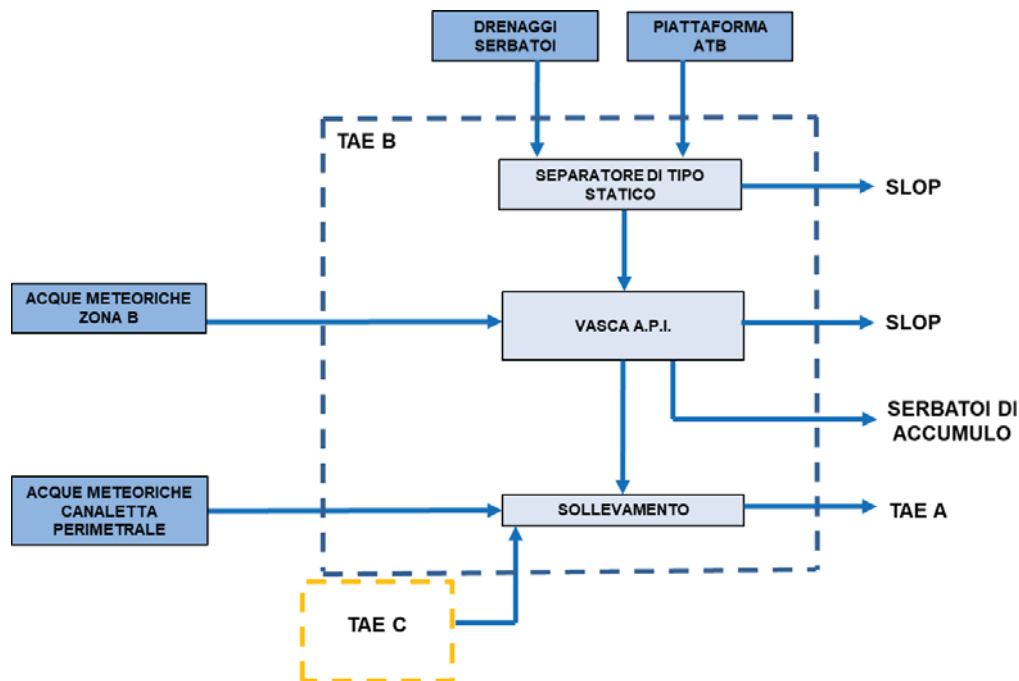 DRENAGGI
SERBATOI
PIATTAFORMA
ATB
TAE B
SEPARATORE DI TIPO
STATICO
SLOP
ACQUE METEORICHE
ZONA B
VASCA A.P.I.
SLOP
SERBATOI DI
ACCUMULO
ACQUE METEORICHE
CANALETTA
PERIMETRALE
SOLLEVAMENTO
TAE A
TAE C